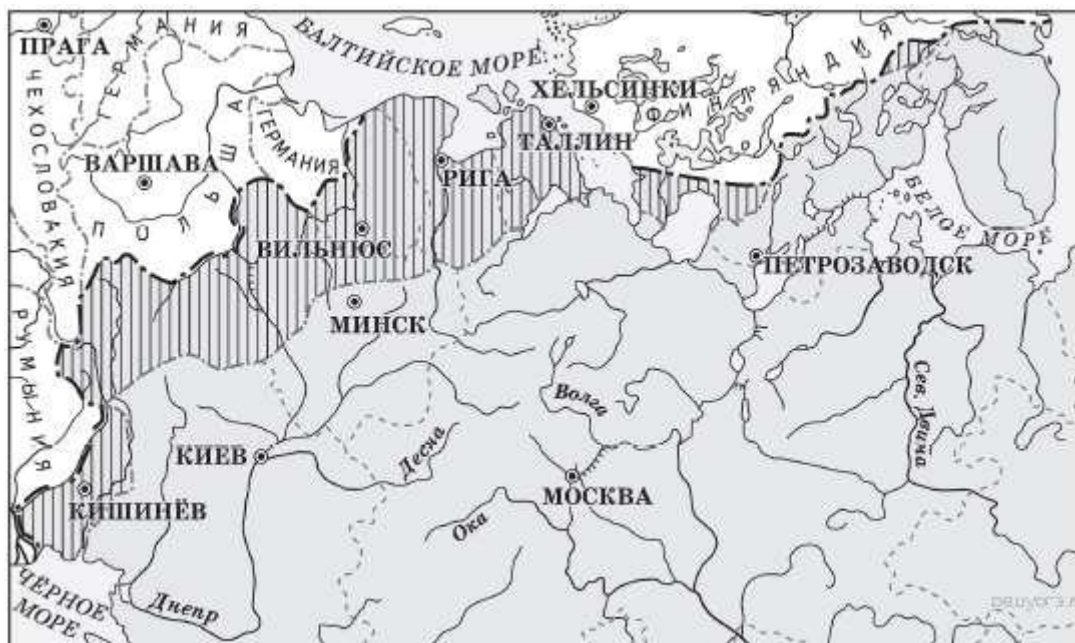 ПРАГА
ГЕРМАНИЯ
БАЛТИЙСКОЕ МОРЕ
ЧЕХОСЛОВАКИЯ
ХЕЛЬСИНКИ
ФИНЛЯНДИЯ
ТАЛЛИН
ГЕРМАНИЯ
ВАРШАВА
РИГА
ПОЛЬША
БЕЛОЕ МОРЕ
ВИЛЬНЮС
ПЕТРОЗАВОДСК
МИНСК
РУМЫНИЯ
Волга
Сев. Двина
КИЕВ
Десна
МОСКВА
КИШИНЁВ
Ока
ЧЁРНОЕ
МОРЕ
Днепр